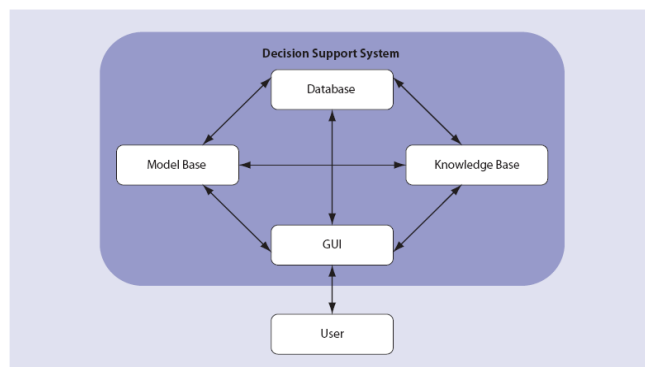 Decision Support System
Database
Model Base
Knowledge Base
GUI
User